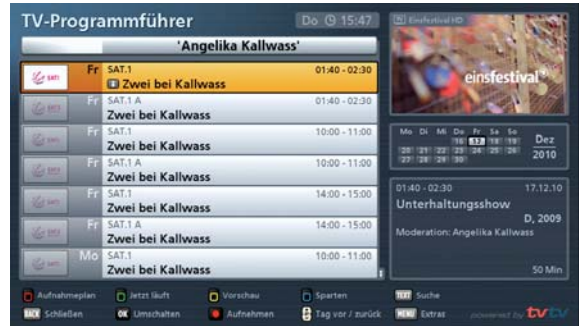 TV-Programmführer
Do 15:47
'Angelika Kallwass'
Fr SAT.1 01:40 - 02:30
Zwei bei Kallwass
Fr SAT.1 A 01:40 - 02:30
Zwei bei Kallwass
Fr SAT.1 10:00 - 11:00
Zwei bei Kallwass
Fr SAT.1 A 10:00 - 11:00
Zwei bei Kallwass
Fr SAT.1 14:00 - 15:00
Zwei bei Kallwass
Fr SAT.1 A 14:00 - 15:00
Zwei bei Kallwass
Mo SAT.1 10:00 - 11:00
Zwei bei Kallwass
Einsfestival HD
einsfestival
Mo Di Mi Do Fr Sa So
16 17 18 19
20 21 22 23 24 25 26
27 28 29 30
Dez
2010
01:40 - 02:30 17.12.10
Unterhaltungsshow
D, 2009
Moderation: Angelika Kallwass
50 Min
Aufnahmeplan Jetzt läuft Vorschau Sparten TEXT Suche
BACK Schließen OK Umschalten Aufnehmen Tag vor / zurück MENU Extras
powered by tvtv